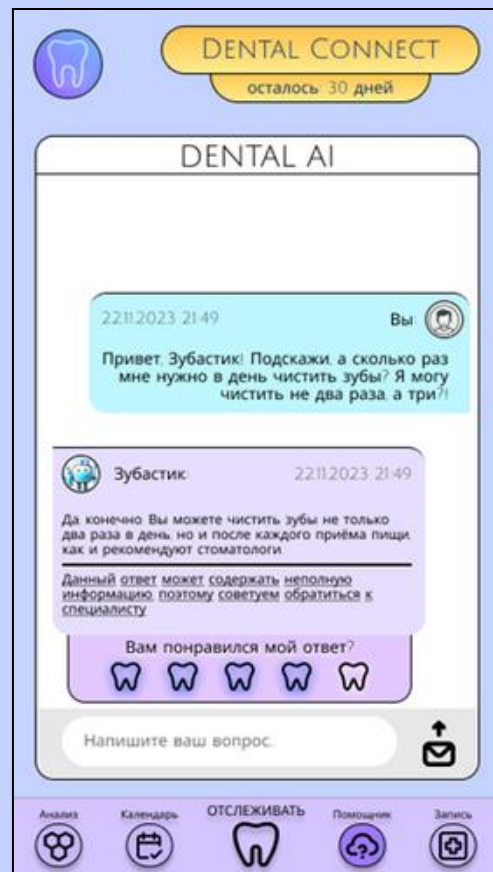 DENTAL CONNECT
осталось 30 дней
DENTAL AI
22.11.2023 21:49 Вы:
Привет, Зубастик! Подскажи, а сколько раз
мне нужно в день чистить зубы? Я могу
чистить не два раза, а три?!
Зубастик: 22.11.2023 21:49
Да, конечно. Вы можете чистить зубы не только
два раза в день, но и после каждого приёма пищи,
как и рекомендуют стоматологи.
Данный ответ может содержать неполную
информацию, поэтому советуем обратиться к
специалисту
Вам понравился мой ответ?
Напишите ваш вопрос...
Анализ Календарь ОТСЛЕЖИВАТЬ Помощник Запись